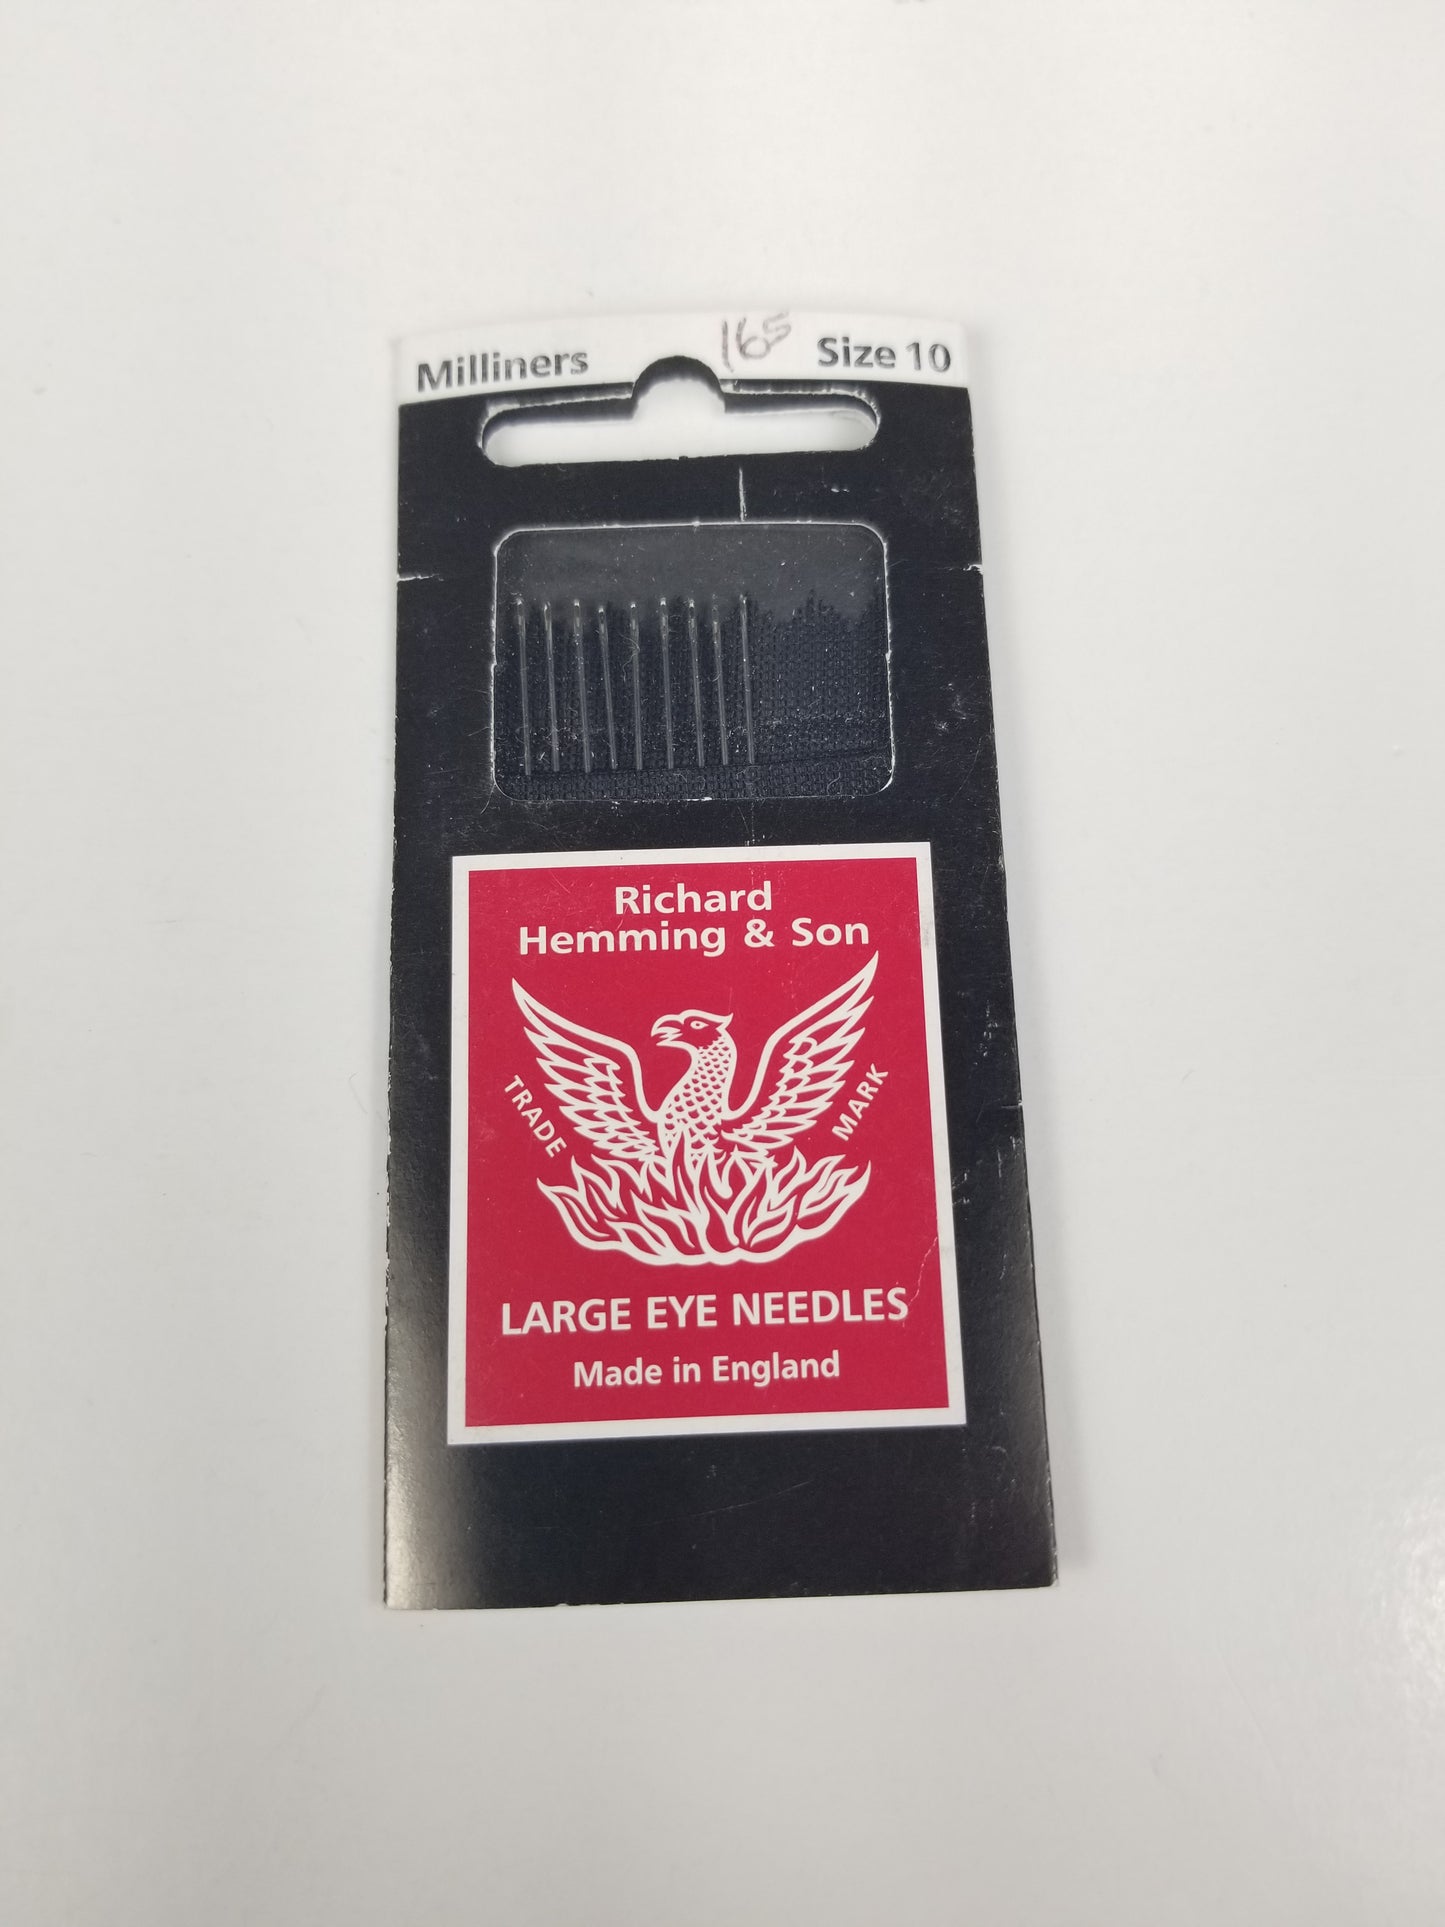 Milliners
165
Size 10
Richard
Hemming & Son
TRADE
MARK
LARGE EYE NEEDLES
Made in England